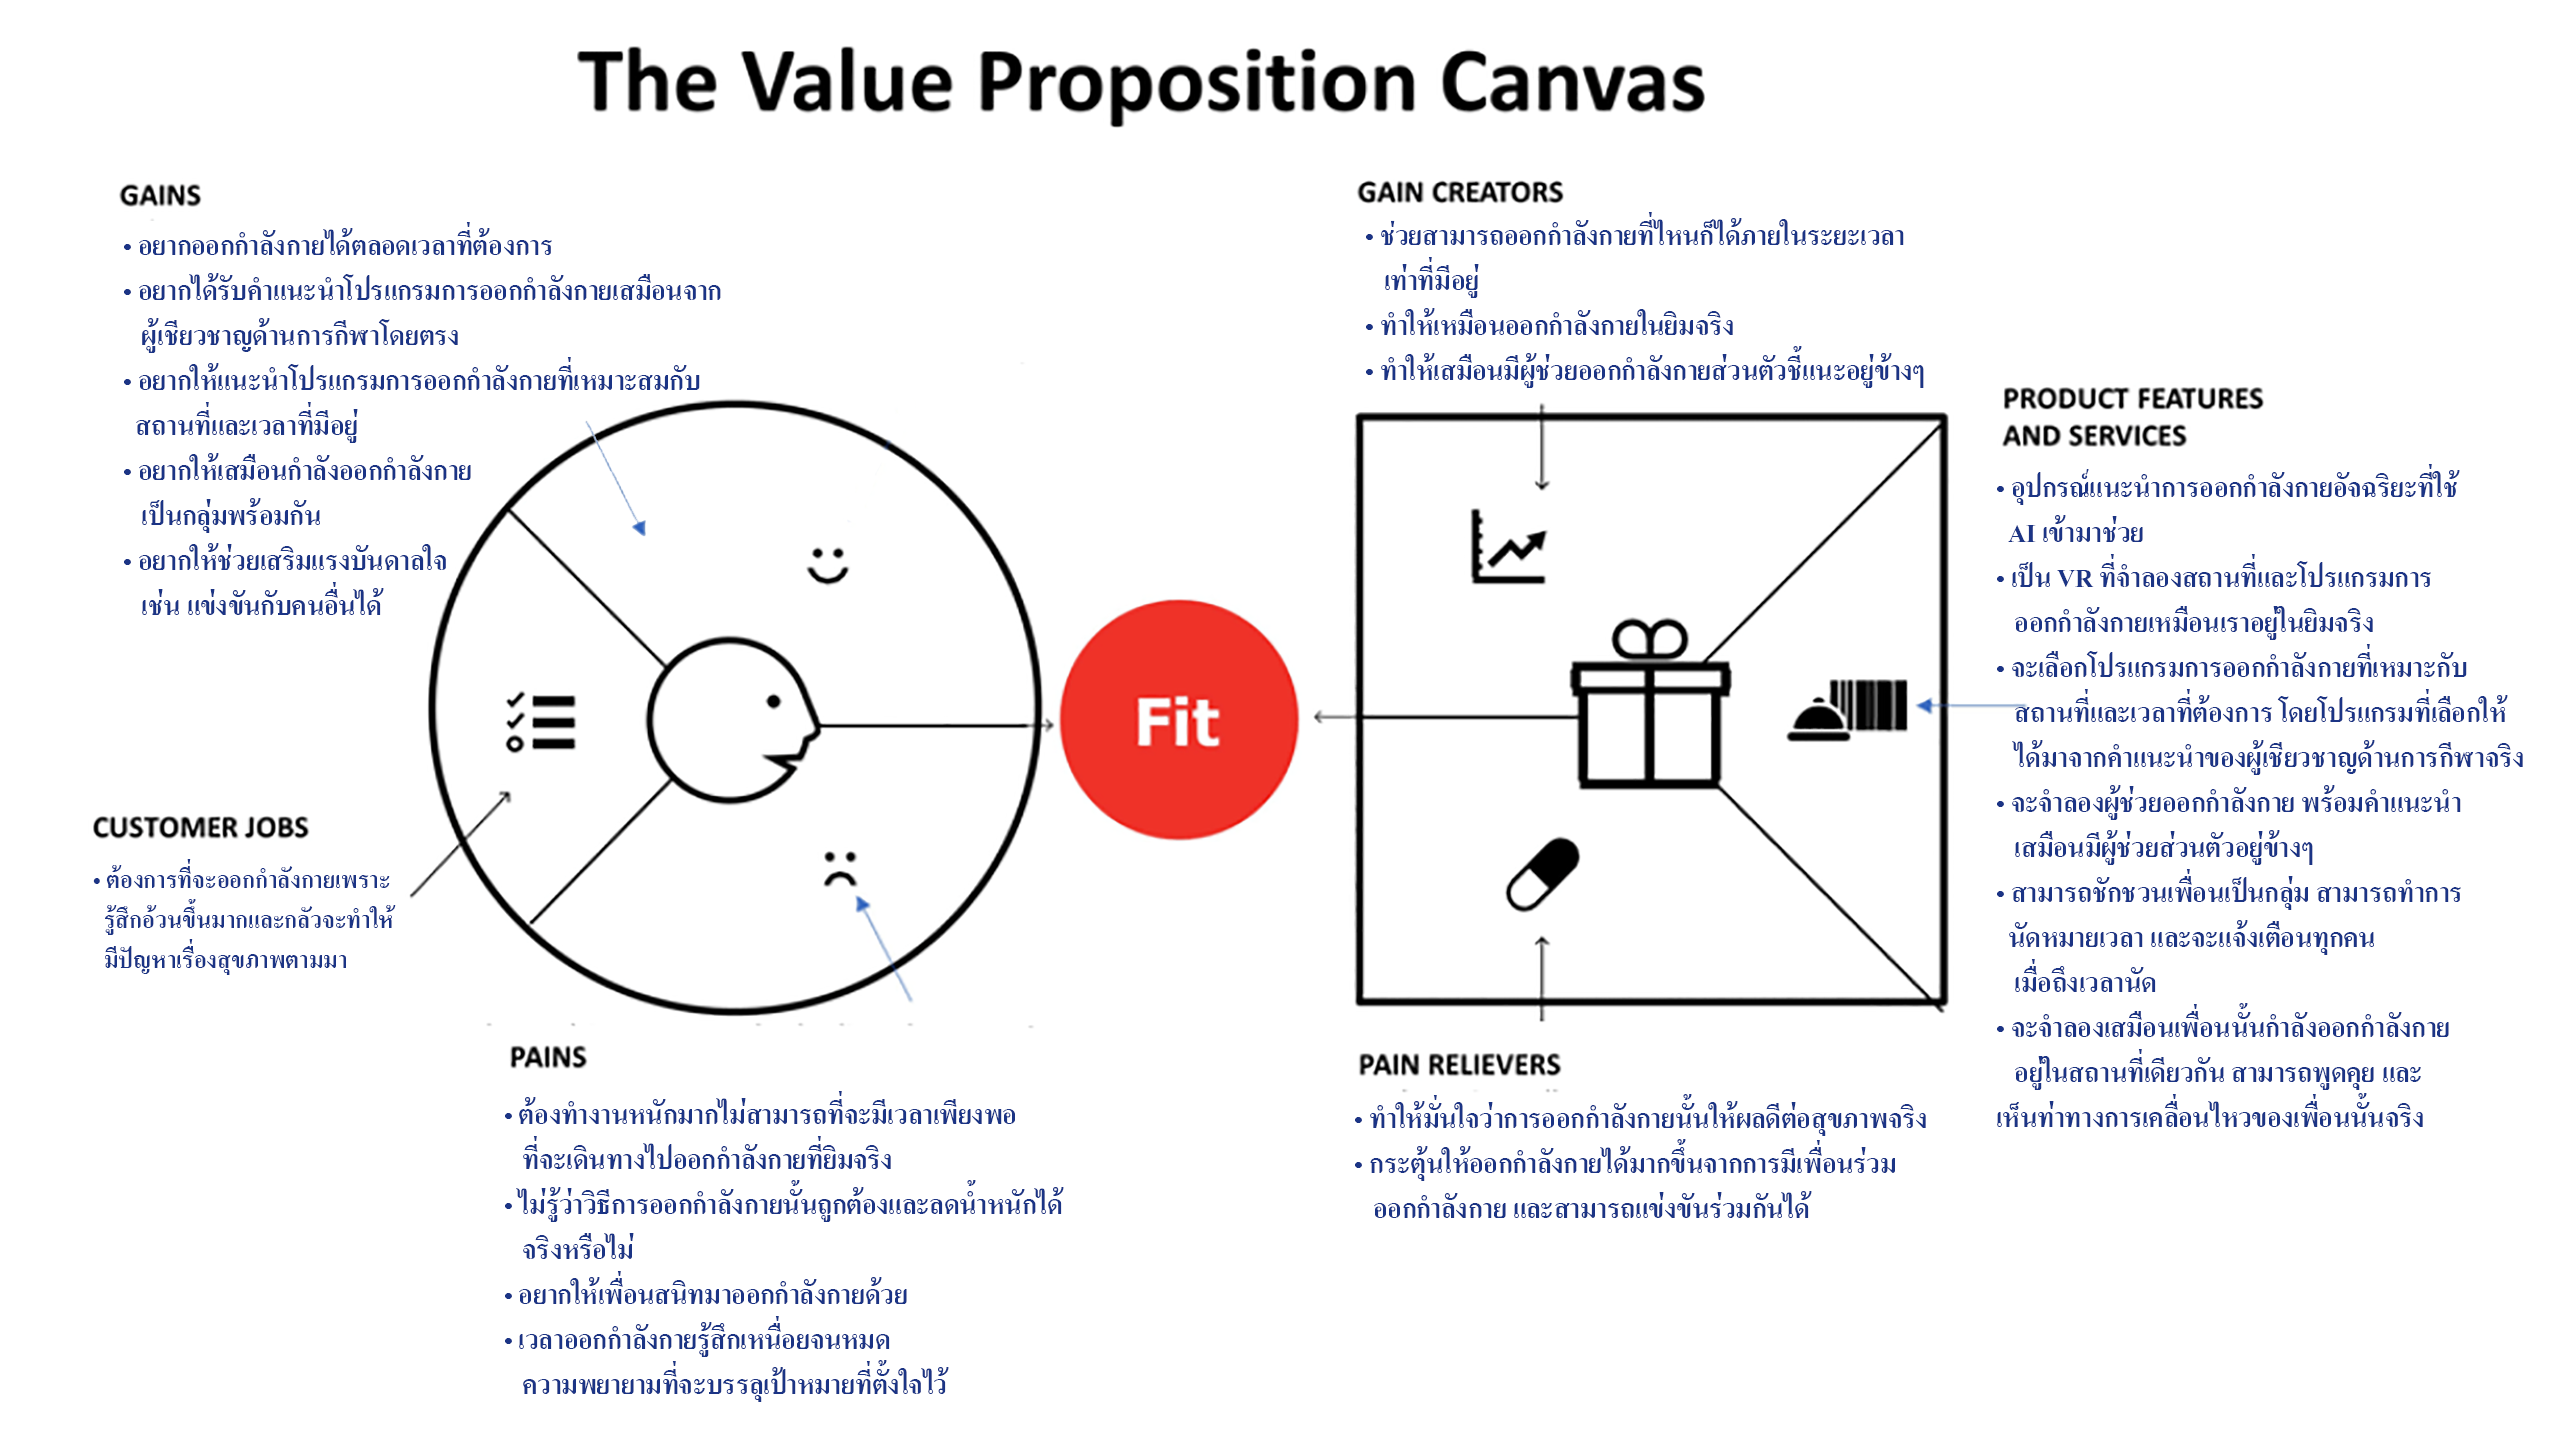 The Value Proposition Canvas
GAINS
• อยากออกกำลังกายได้ตลอดเวลาที่ต้องการ
• อยากได้รับคำแนะนำโปรแกรมการออกกำลังกายเสมือนจาก
ผู้เชียวชาญด้านการกีฬาโดยตรง
• อยากให้แนะนำโปรแกรมการออกกำลังกายที่เหมาะสมกับ
สถานที่และเวลาที่มีอยู่
• อยากให้เสมือนกำลังออกกำลังกาย
เป็นกลุ่มพร้อมกัน
• อยากให้ช่วยเสริมแรงบันดาลใจ
เช่น แข่งขันกับคนอื่นได้
CUSTOMER JOBS
• ต้องการที่จะออกกำลังกายเพราะ
รู้สึกอ้วนขึ้นมากและกลัวจะทำให้
มีปัญหาเรื่องสุขภาพตามมา
PAINS
• ต้องทำงานหนักมากไม่สามารถที่จะมีเวลาเพียงพอ
ที่จะเดินทางไปออกกำลังกายที่ยิมจริง
• ไม่รู้ว่าวิธีการออกกำลังกายนั้นถูกต้องและลดน้ำหนักได้
จริงหรือไม่
• อยากให้เพื่อนสนิทมาออกกำลังกายด้วย
• เวลาออกกำลังกายรู้สึกเหนื่อยจนหมด
ความพยายามที่จะบรรลุเป้าหมายที่ตั้งใจไว้
Fit
GAIN CREATORS
• ช่วยสามารถออกกำลังกายที่ไหนก็ได้ภายในระยะเวลา
เท่าที่มีอยู่
• ทำให้เหมือนออกกำลังกายในยิมจริง
• ทำให้เสมือนมีผู้ช่วยออกกำลังกายส่วนตัวชี้แนะอยู่ข้างๆ
PAIN RELIEVERS
• ทำให้มั่นใจว่าการออกกำลังกายนั้นให้ผลดีต่อสุขภาพจริง
• กระตุ้นให้ออกกำลังกายได้มากขึ้นจากการมีเพื่อนร่วม
ออกกำลังกาย และสามารถแข่งขันร่วมกันได้
PRODUCT FEATURES
AND SERVICES
• อุปกรณ์แนะนำการออกกำลังกายอัจฉริยะที่ใช้
AI เข้ามาช่วย
• เป็น VR ที่จำลองสถานที่และโปรแกรมการ
ออกกำลังกายเหมือนเราอยู่ในยิมจริง
• จะเลือกโปรแกรมการออกกำลังกายที่เหมาะกับ
สถานที่และเวลาที่ต้องการ โดยโปรแกรมที่เลือกให้
ได้มาจากคำแนะนำของผู้เชียวชาญด้านการกีฬาจริง
• จะจำลองผู้ช่วยออกกำลังกาย พร้อมคำแนะนำ
เสมือนมีผู้ช่วยส่วนตัวอยู่ข้างๆ
• สามารถชักชวนเพื่อนเป็นกลุ่ม สามารถทำการ
นัดหมายเวลา และจะแจ้งเตือนทุกคน
เมื่อถึงเวลานัด
• จะจำลองเสมือนเพื่อนนั้นกำลังออกกำลังกาย
อยู่ในสถานที่เดียวกัน สามารถพูดคุย และ
เห็นท่าทางการเคลื่อนไหวของเพื่อนนั้นจริง